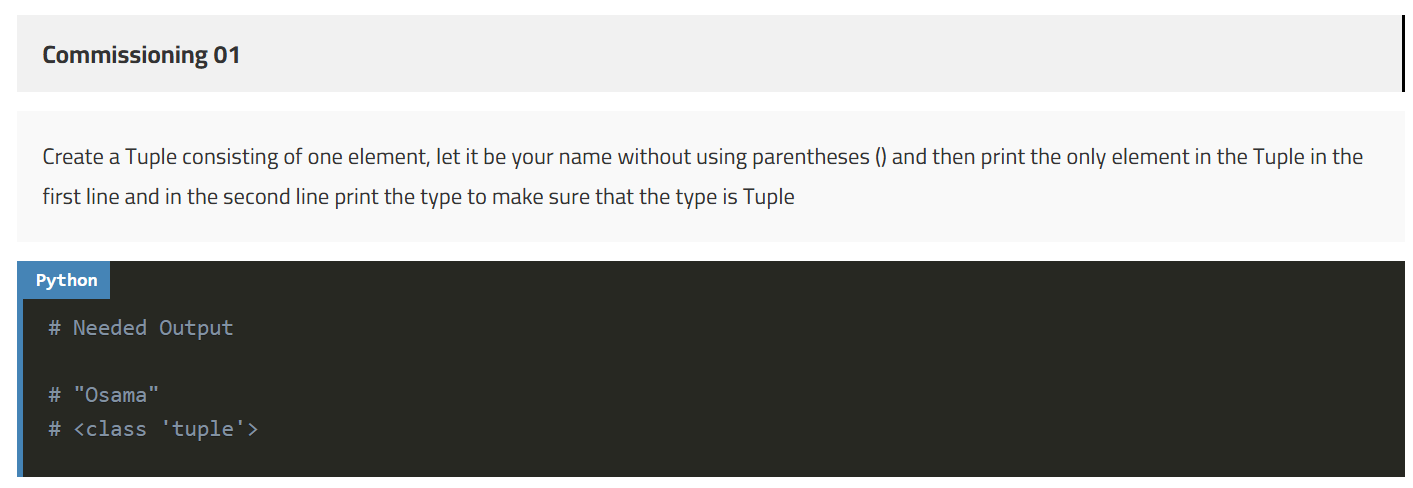 Commissioning 01
Create a Tuple consisting of one element, let it be your name without using parentheses () and then print the only element in the Tuple in the
first line and in the second line print the type to make sure that the type is Tuple
Python
# Needed Output
# "Osama"
# <class 'tuple'>